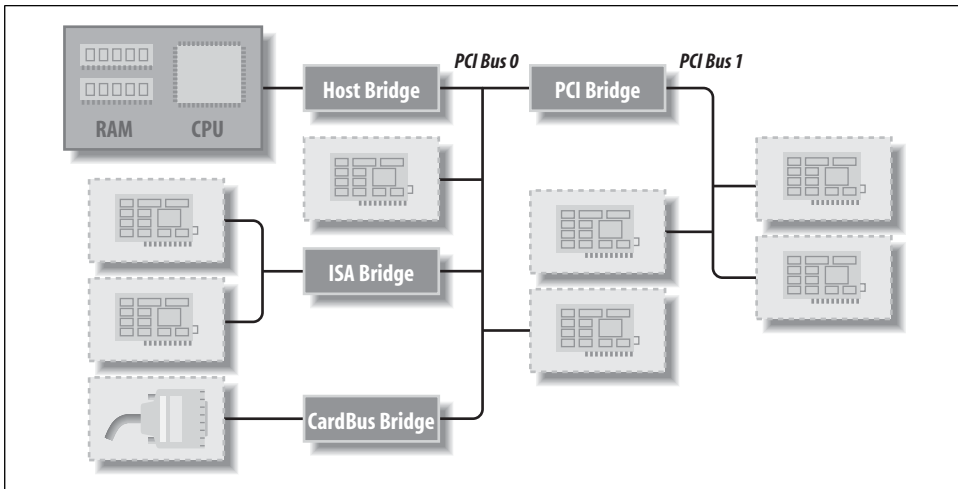 PCI Bus 0
PCI Bus 1
Host Bridge
PCI Bridge
RAM
CPU
ISA Bridge
CardBus Bridge